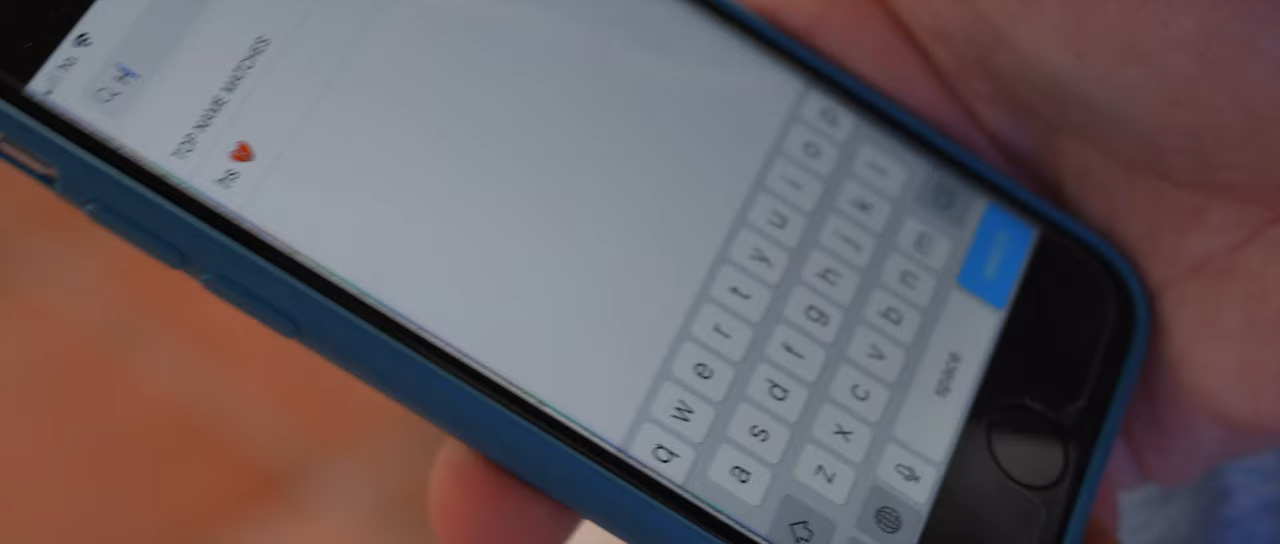 TOP NAME MATCHES
q w e r t y u i o p
a s d f g h j k l
z x c v b n m
space